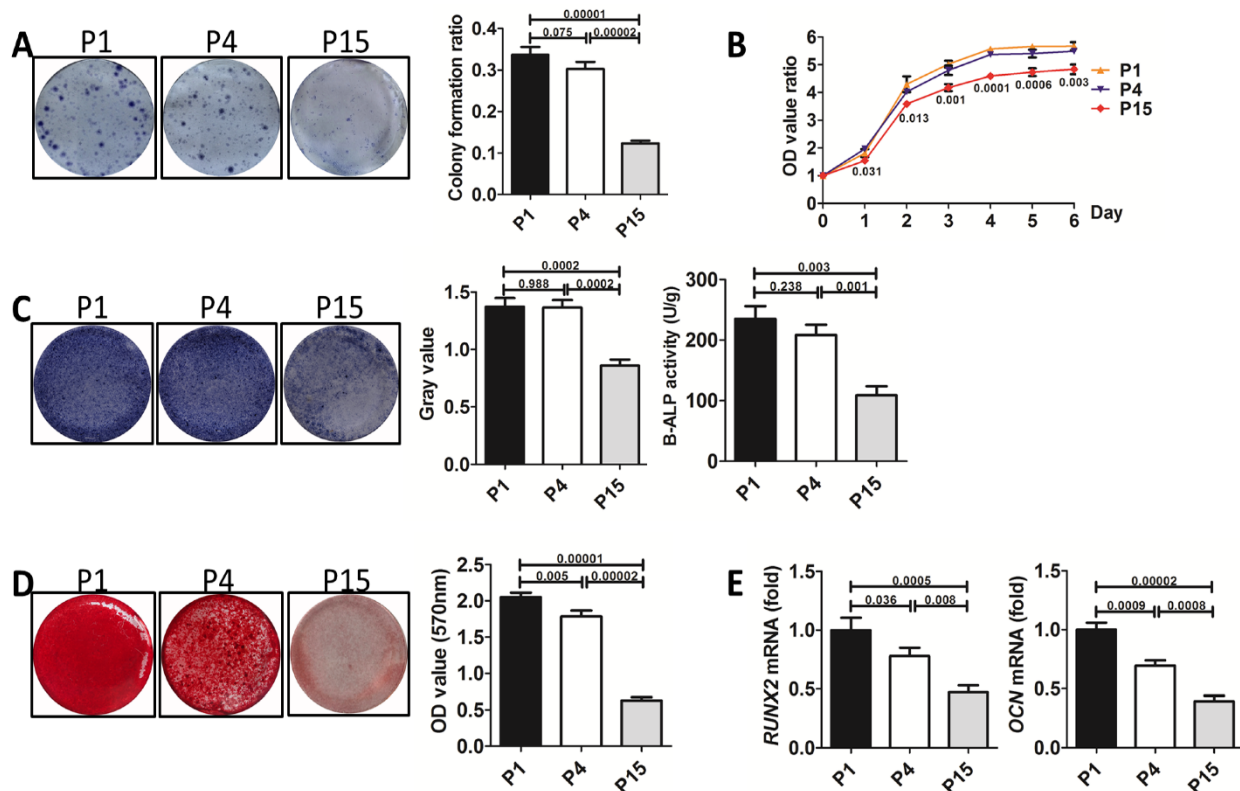 A
P1 P4 P15
Colony formation ratio
0.4
0.3
0.2
0.1
0.0
0.00001
0.075 0.00002
P1 P4 P15
B
OD value ratio
6
5
4
3
2
1
0.031
0.013
0.001
0.0001
0.0006
0.003
0 1 2 3 4 5 6 Day
P1
P4
P15
C
P1 P4 P15
Gray value
1.5
1.0
0.5
0.0
0.0002
0.988 0.0002
P1 P4 P15
B-ALP activity (U/g)
300
200
100
0
0.003
0.238 0.001
P1 P4 P15
D
P1 P4 P15
OD value (570nm)
2.5
2.0
1.5
1.0
0.5
0.0
0.00001
0.005 0.00002
P1 P4 P15
E
RUNX2 mRNA (fold)
1.5
1.0
0.5
0.0
0.0005
0.036 0.008
P1 P4 P15
OCN mRNA (fold)
1.5
1.0
0.5
0.0
0.00002
0.0009 0.0008
P1 P4 P15